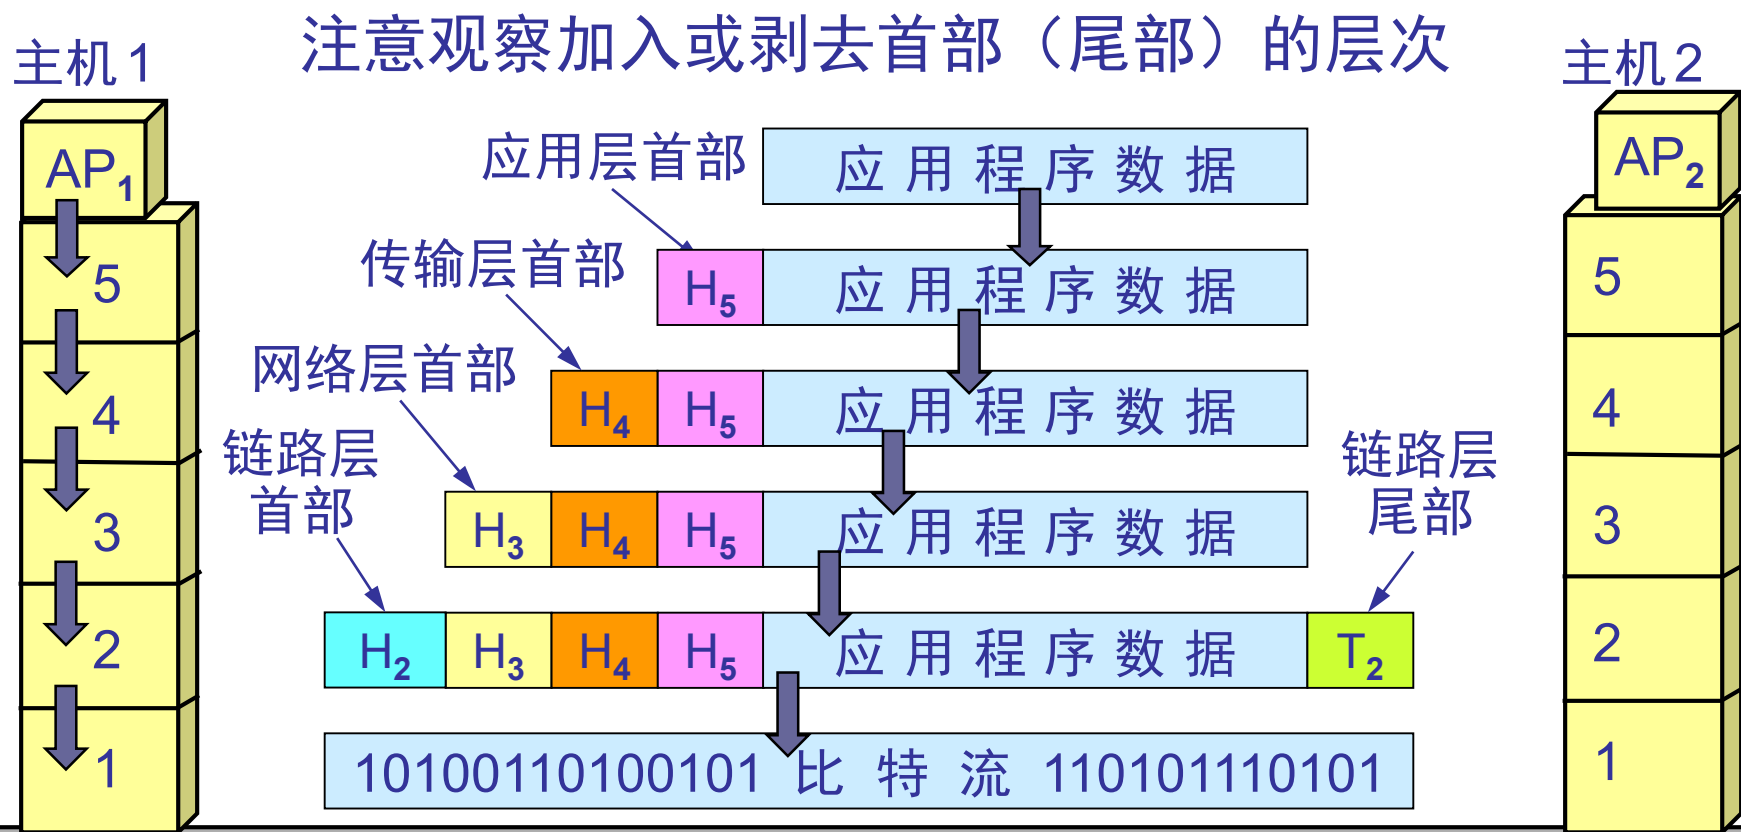 注意观察加入或剥去首部（尾部）的层次
主机 1
主机 2
AP1
AP2
应用层首部
应 用 程 序 数 据
5
传输层首部
H5
应 用 程 序 数 据
5
4
网络层首部
H4
H5
应 用 程 序 数 据
4
链路层
首部
3
H3
H4
H5
应 用 程 序 数 据
链路层
尾部
3
2
H2
H3
H4
H5
应 用 程 序 数 据
T2
2
1
10100110100101 比 特 流 110101110101
1